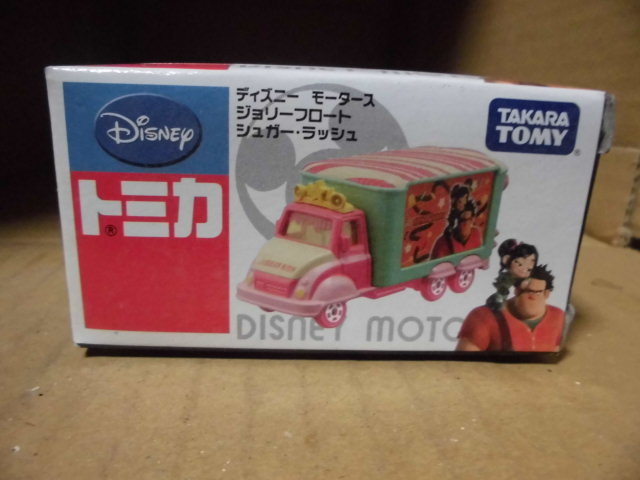 Disney
トミカ
®
ディズニー モータース
ジョリーフロート
シュガー・ラッシュ
TAKARA
TOMY
®
DISNEY MOTO